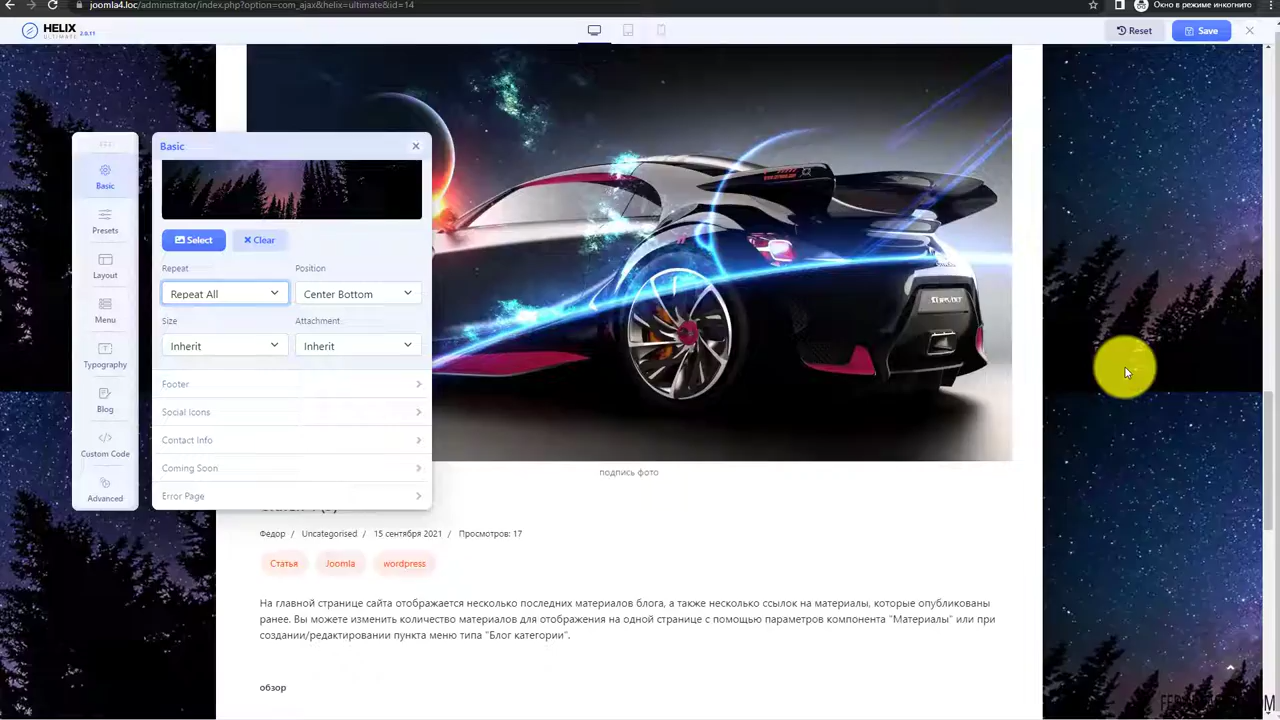 joomla4.loc/administrator/index.php?option=com_ajax&helix=ultimate&id=14
Окно в режиме инкогнито
HELIX
ULTIMATE 2.0.11
Reset
Save
Basic
Basic
Presets
Layout
Menu
Typography
Blog
Custom Code
Advanced
Select
Clear
Repeat
Position
Repeat All
Center Bottom
Size
Attachment
Inherit
Inherit
Footer
Social Icons
Contact Info
Coming Soon
Error Page
подпись фото
Федор / Uncategorised / 15 сентября 2021 / Просмотров: 17
Статья
Joomla
wordpress
На главной странице сайта отображается несколько последних материалов блога, а также несколько ссылок на материалы, которые опубликованы
ранее. Вы можете изменить количество материалов для отображения на одной странице с помощью параметров компонента "Материалы" или при
создании/редактировании пункта меню типа "Блог категории".
обзор